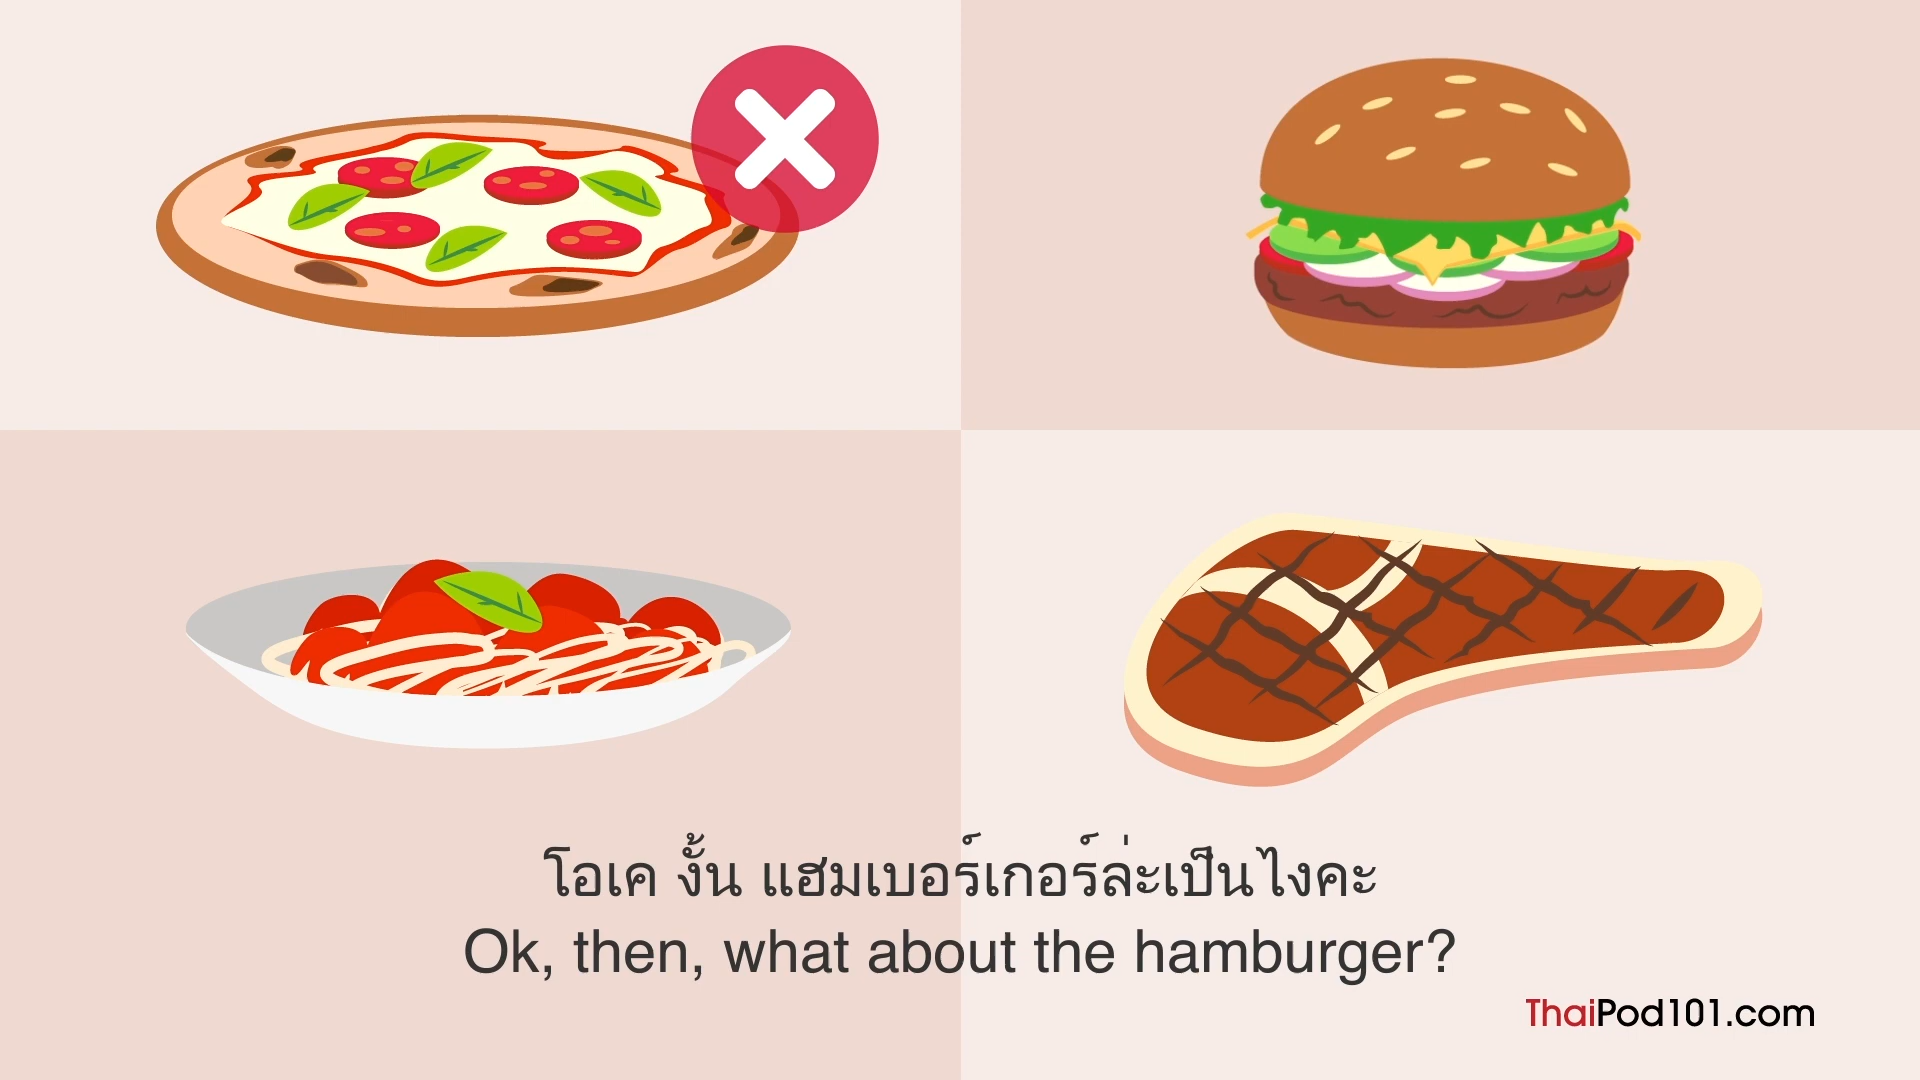 โอเค งั้น แฮมเบอร์เกอร์ล่ะเป็นไงคะ
Ok, then, what about the hamburger?
ThaiPod101.com